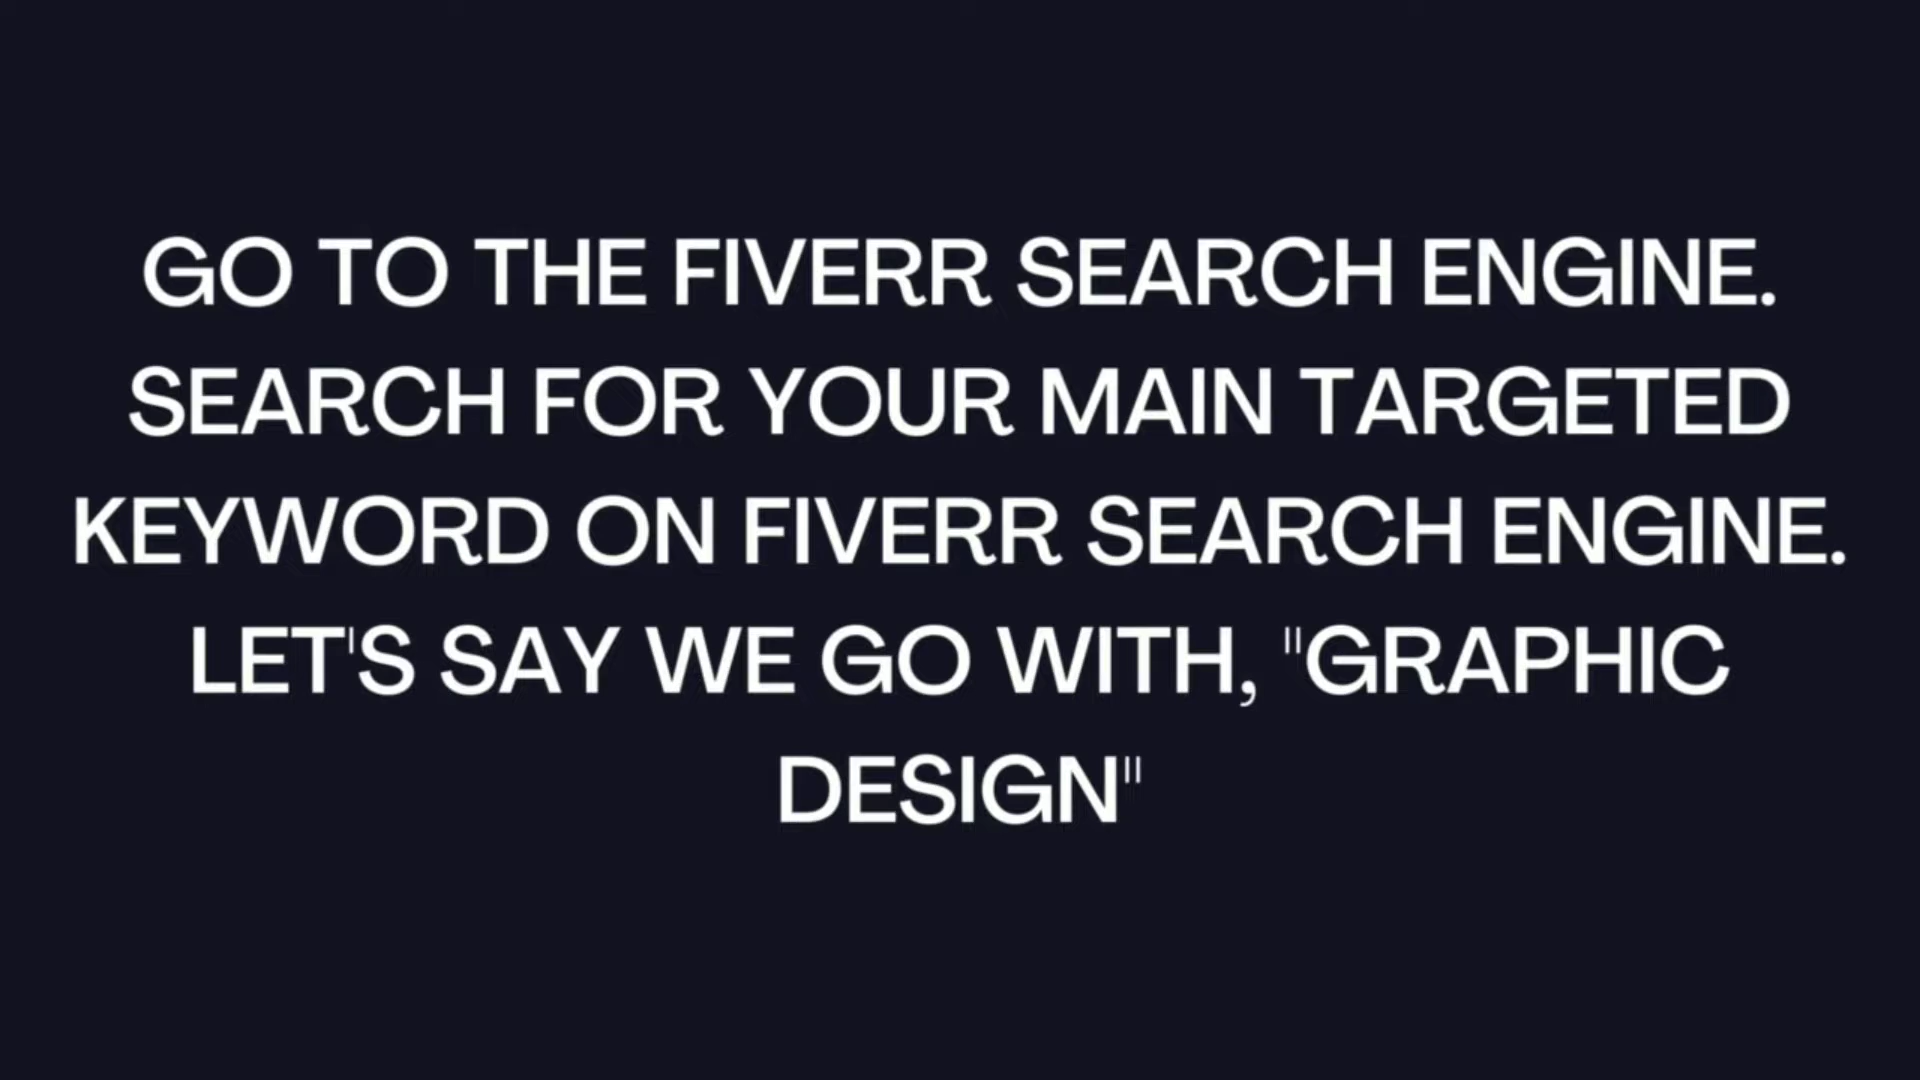 GO TO THE FIVERR SEARCH ENGINE.
SEARCH FOR YOUR MAIN TARGETED
KEYWORD ON FIVERR SEARCH ENGINE.
LET'S SAY WE GO WITH, "GRAPHIC
DESIGN"